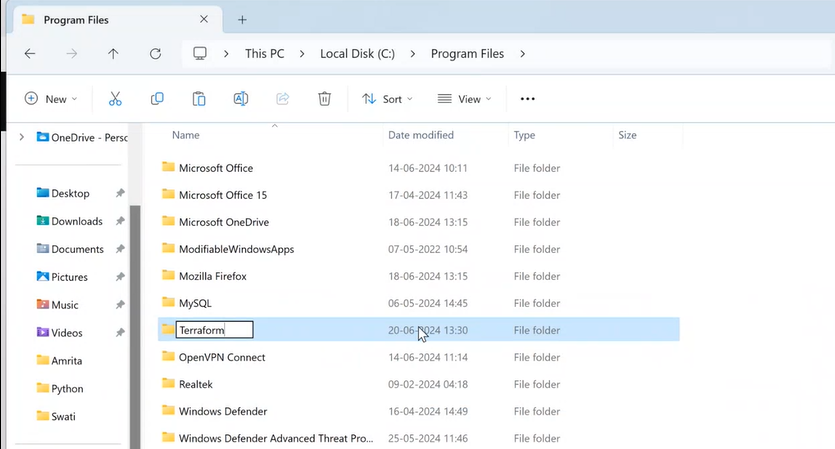 Program Files
This PC > Local Disk (C:) > Program Files >
New Sort View
Name Date modified Type Size
OneDrive - Perso
Desktop
Downloads
Documents
Pictures
Music
Videos
Amrita
Python
Swati
Microsoft Office 14-06-2024 10:11 File folder
Microsoft Office 15 17-04-2024 11:43 File folder
Microsoft OneDrive 18-06-2024 13:15 File folder
ModifiableWindowsApps 07-05-2022 10:54 File folder
Mozilla Firefox 18-06-2024 13:15 File folder
MySQL 06-05-2024 14:45 File folder
Terraform 20-06-2024 13:30 File folder
OpenVPN Connect 14-06-2024 11:14 File folder
Realtek 09-02-2024 04:18 File folder
Windows Defender 16-04-2024 14:49 File folder
Windows Defender Advanced Threat Pro... 25-05-2024 11:46 File folder